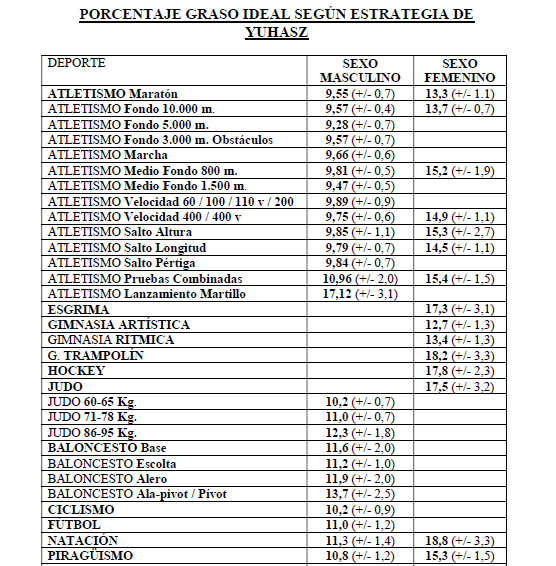 PORCENTAJE GRASO IDEAL SEGÚN ESTRATEGIA DE
YUHASZ
DEPORTE SEXO MASCULINO SEXO FEMENINO
ATLETISMO Maratón 9,55 (+/- 0,7) 13,3 (+/- 1.1)
ATLETISMO Fondo 10.000 m. 9,57 (+/- 0,4) 13,7 (+/- 0,7)
ATLETISMO Fondo 5.000 m. 9,28 (+/- 0,7)
ATLETISMO Fondo 3.000 m. Obstáculos 9,57 (+/- 0,7)
ATLETISMO Marcha 9,66 (+/- 0,6)
ATLETISMO Medio Fondo 800 m. 9,81 (+/- 0,5) 15,2 (+/- 1,9)
ATLETISMO Medio Fondo 1.500 m. 9,47 (+/- 0,5)
ATLETISMO Velocidad 60 / 100 / 110 v / 200 9,89 (+/- 0,9)
ATLETISMO Velocidad 400 / 400 v 9,75 (+/- 0,6) 14,9 (+/- 1,1)
ATLETISMO Salto Altura 9,85 (+/- 1,1) 15,3 (+/- 2,7)
ATLETISMO Salto Longitud 9,79 (+/- 0,7) 14,5 (+/- 1,1)
ATLETISMO Salto Pértiga 9,84 (+/- 0,7)
ATLETISMO Pruebas Combinadas 10,96 (+/- 2,0) 15,4 (+/- 1,5)
ATLETISMO Lanzamiento Martillo 17,12 (+/- 3,1)
ESGRIMA 17,3 (+/- 3,1)
GIMNASIA ARTÍSTICA 12,7 (+/- 1,3)
GIMNASIA RÍTMICA 13,4 (+/- 1,3)
G. TRAMPOLÍN 18,2 (+/- 3,3)
HOCKEY 17,8 (+/- 2,3)
JUDO 17,5 (+/- 3,2)
JUDO 60-65 Kg. 10,2 (+/- 0,7)
JUDO 71-78 Kg. 11,0 (+/- 0,7)
JUDO 86-95 Kg. 12,3 (+/- 1,8)
BALONCESTO Base 11,6 (+/- 2,0)
BALONCESTO Escolta 11,2 (+/- 1,0)
BALONCESTO Alero 11,9 (+/- 2,0)
BALONCESTO Ala-pivot / Pívot 13,7 (+/- 2,5)
CICLISMO 10,2 (+/- 0,9)
FÚTBOL 11,0 (+/- 1,2)
NATACIÓN 11,3 (+/- 1,4) 18,8 (+/- 3,3)
PIRAGÜISMO 10,8 (+/- 1,2) 15,3 (+/- 1,5)